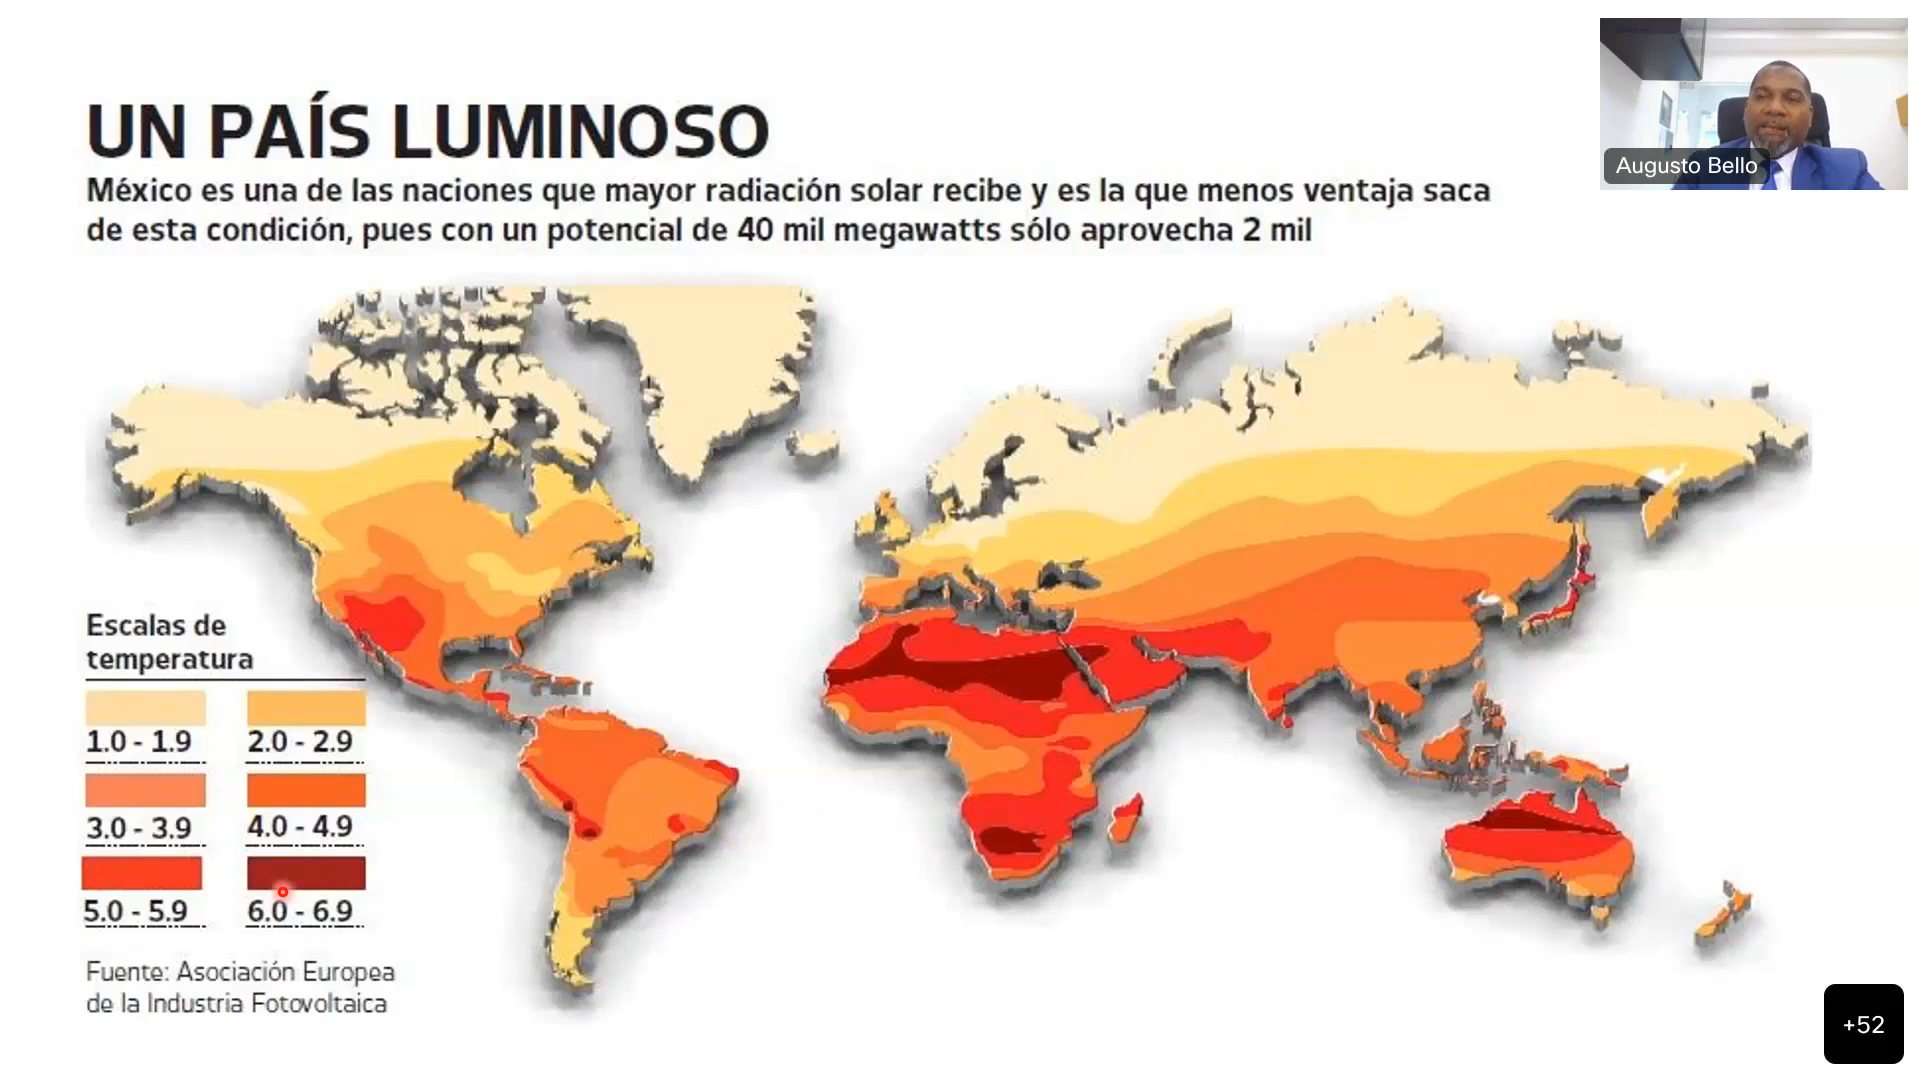 UN PAÍS LUMINOSO
México es una de las naciones que mayor radiación solar recibe y es la que menos ventaja saca
de esta condición, pues con un potencial de 40 mil megawatts sólo aprovecha 2 mil
Augusto Bello
Escalas de
temperatura
1.0 - 1.9 2.0 - 2.9
3.0 - 3.9 4.0 - 4.9
5.0 - 5.9 6.0 - 6.9
Fuente: Asociación Europea
de la Industria Fotovoltaica
+52